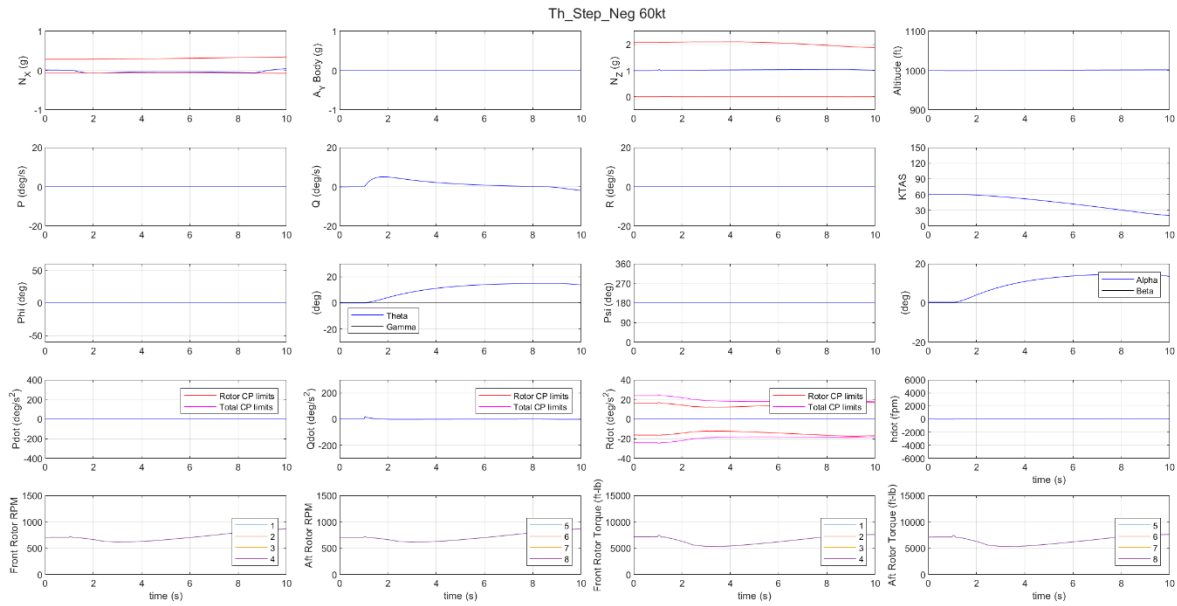 Th_Step_Neg 60kt
N_X (g)
1
0
-1
0 2 4 6 8 10
A_Y Body (g)
1
0
-1
0 2 4 6 8 10
N_Z (g)
2
1
0
0 2 4 6 8 10
Altitude (ft)
1100
1000
900
0 2 4 6 8 10
P (deg/s)
20
0
-20
0 2 4 6 8 10
Q (deg/s)
20
0
-20
0 2 4 6 8 10
R (deg/s)
20
0
-20
0 2 4 6 8 10
KTAS
150
120
90
60
30
0
0 2 4 6 8 10
Phi (deg)
50
0
-50
0 2 4 6 8 10
(deg)
20
0
-20
Theta
Gamma
0 2 4 6 8 10
Psi (deg)
360
270
180
90
0
0 2 4 6 8 10
(deg)
20
0
-20
Alpha
Beta
0 2 4 6 8 10
Pdot (deg/s²)
400
200
0
-200
-400
Rotor CP limits
Total CP limits
0 2 4 6 8 10
Qdot (deg/s²)
200
0
-200
Rotor CP limits
Total CP limits
0 2 4 6 8 10
Rdot (deg/s²)
40
20
0
-20
-40
Rotor CP limits
Total CP limits
0 2 4 6 8 10
hdot (fpm)
6000
4000
2000
0
-2000
-4000
-6000
0 2 4 6 8 10
time (s)
Front Rotor RPM
1500
1000
500
0
1
2
3
4
0 2 4 6 8 10
time (s)
Aft Rotor RPM
1500
1000
500
0
5
6
7
8
0 2 4 6 8 10
time (s)
Front Rotor Torque (ft-lb)
15000
10000
5000
0
1
2
3
4
0 2 4 6 8 10
time (s)
Aft Rotor Torque (ft-lb)
15000
10000
5000
0
5
6
7
8
0 2 4 6 8 10
time (s)